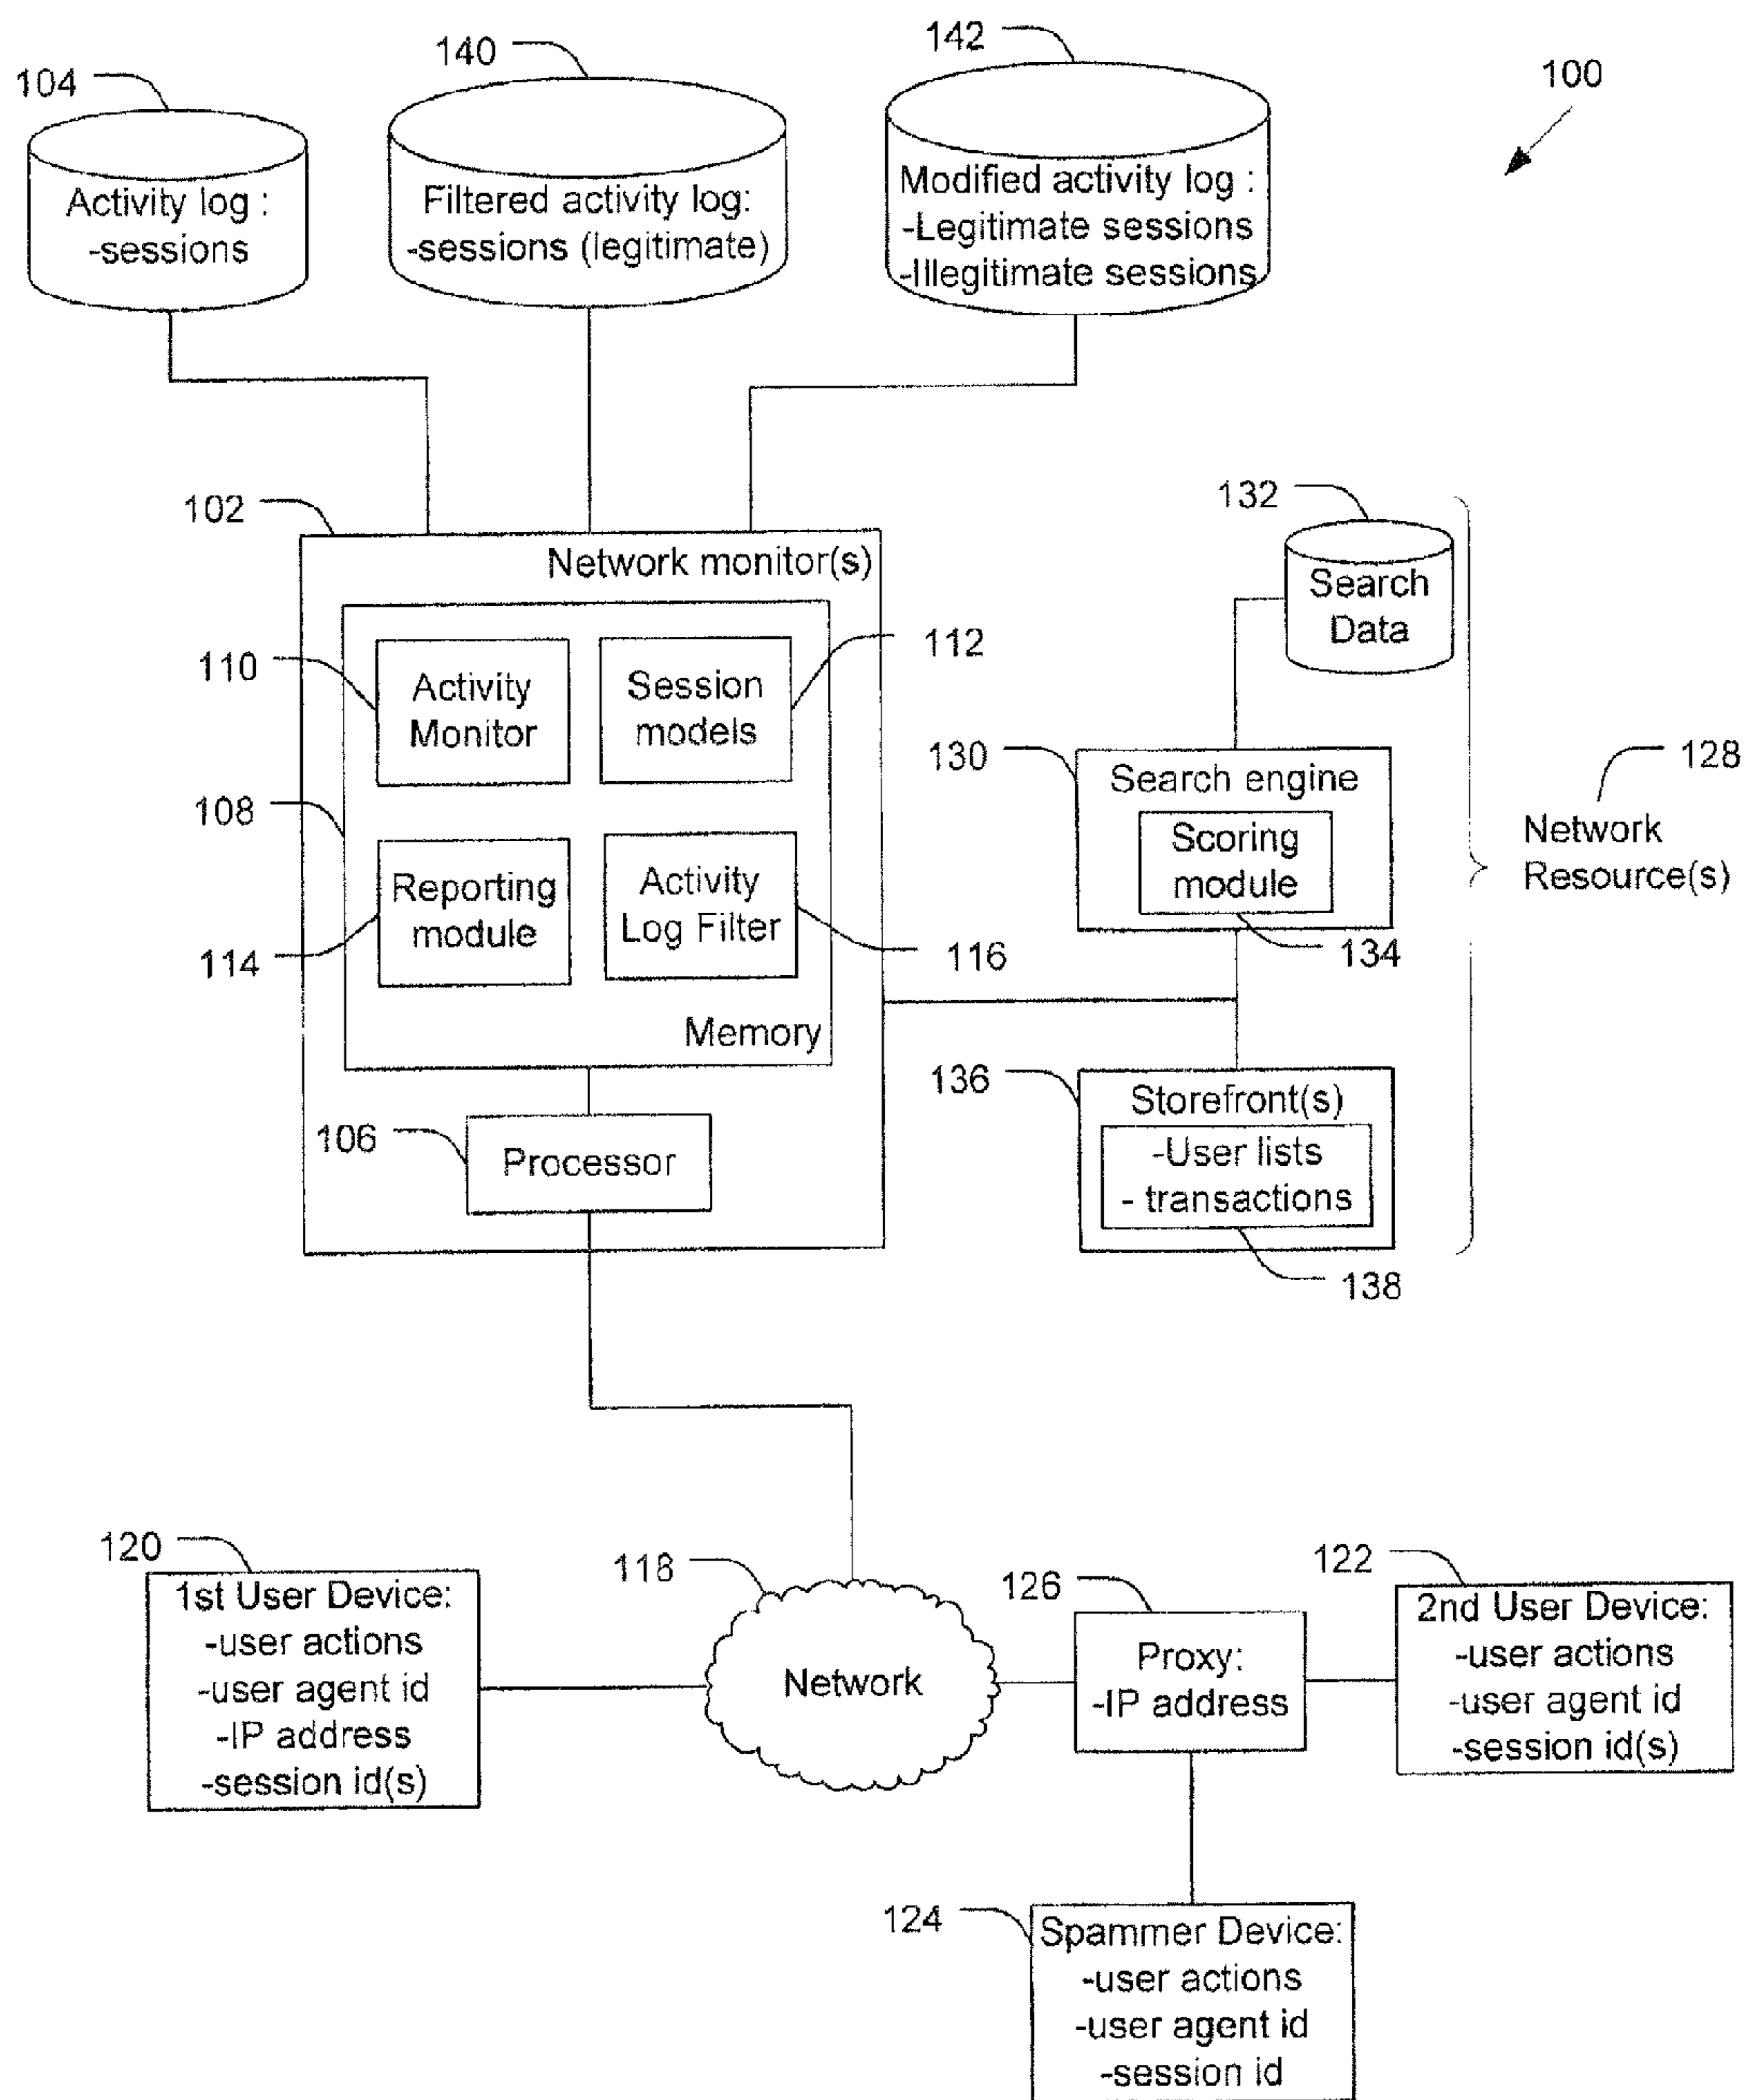 104
140
142
100
Activity log :
-sessions
Filtered activity log:
-sessions (legitimate)
Modified activity log :
-Legitimate sessions
-Illegitimate sessions
102
Network monitor(s)
132
Search
Data
110
Activity
Monitor
Session
models
112
130
Search engine
Scoring
module
134
128
Network
Resource(s)
108
114
Reporting
module
Activity
Log Filter
116
Memory
106
Processor
136
Storefront(s)
-User lists
- transactions
138
120
1st User Device:
-user actions
-user agent id
-IP address
-session id(s)
118
Network
126
Proxy:
-IP address
122
2nd User Device:
-user actions
-user agent id
-session id(s)
124
Spammer Device:
-user actions
-user agent id
-session id